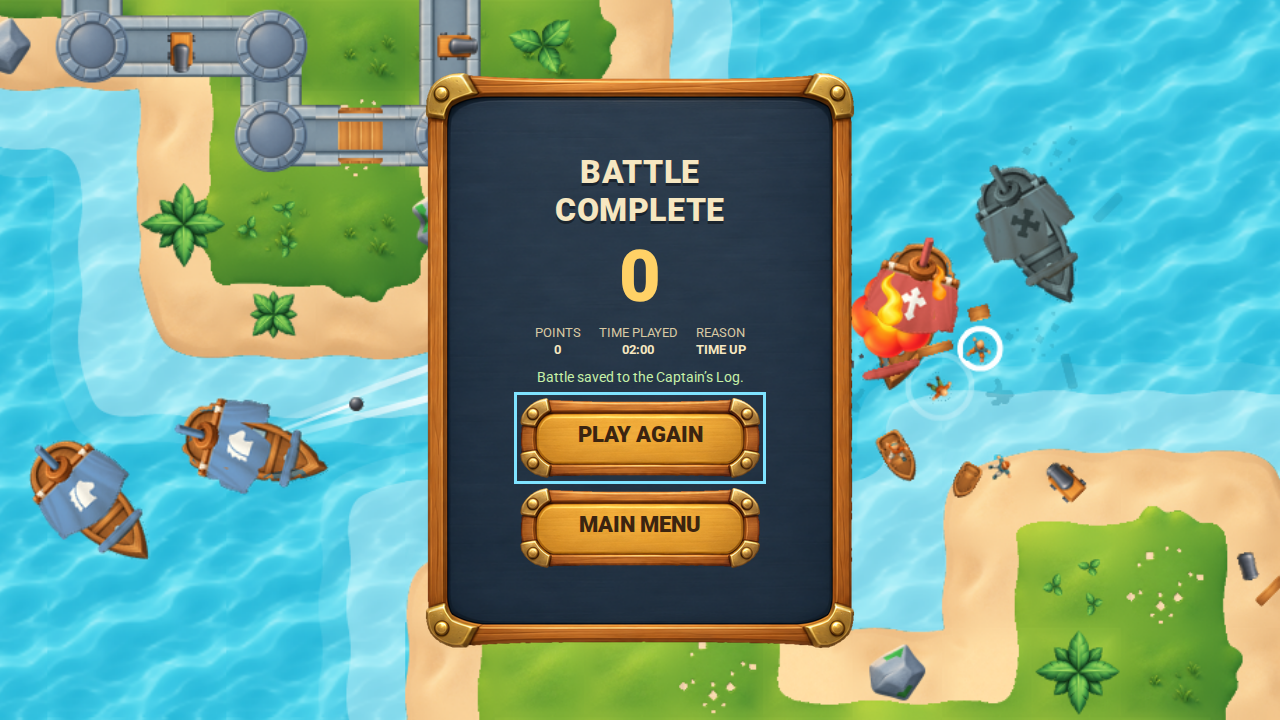 BATTLE
COMPLETE
0
POINTS TIME PLAYED REASON
0 02:00 TIME UP
Battle saved to the Captain's Log.
PLAY AGAIN
MAIN MENU